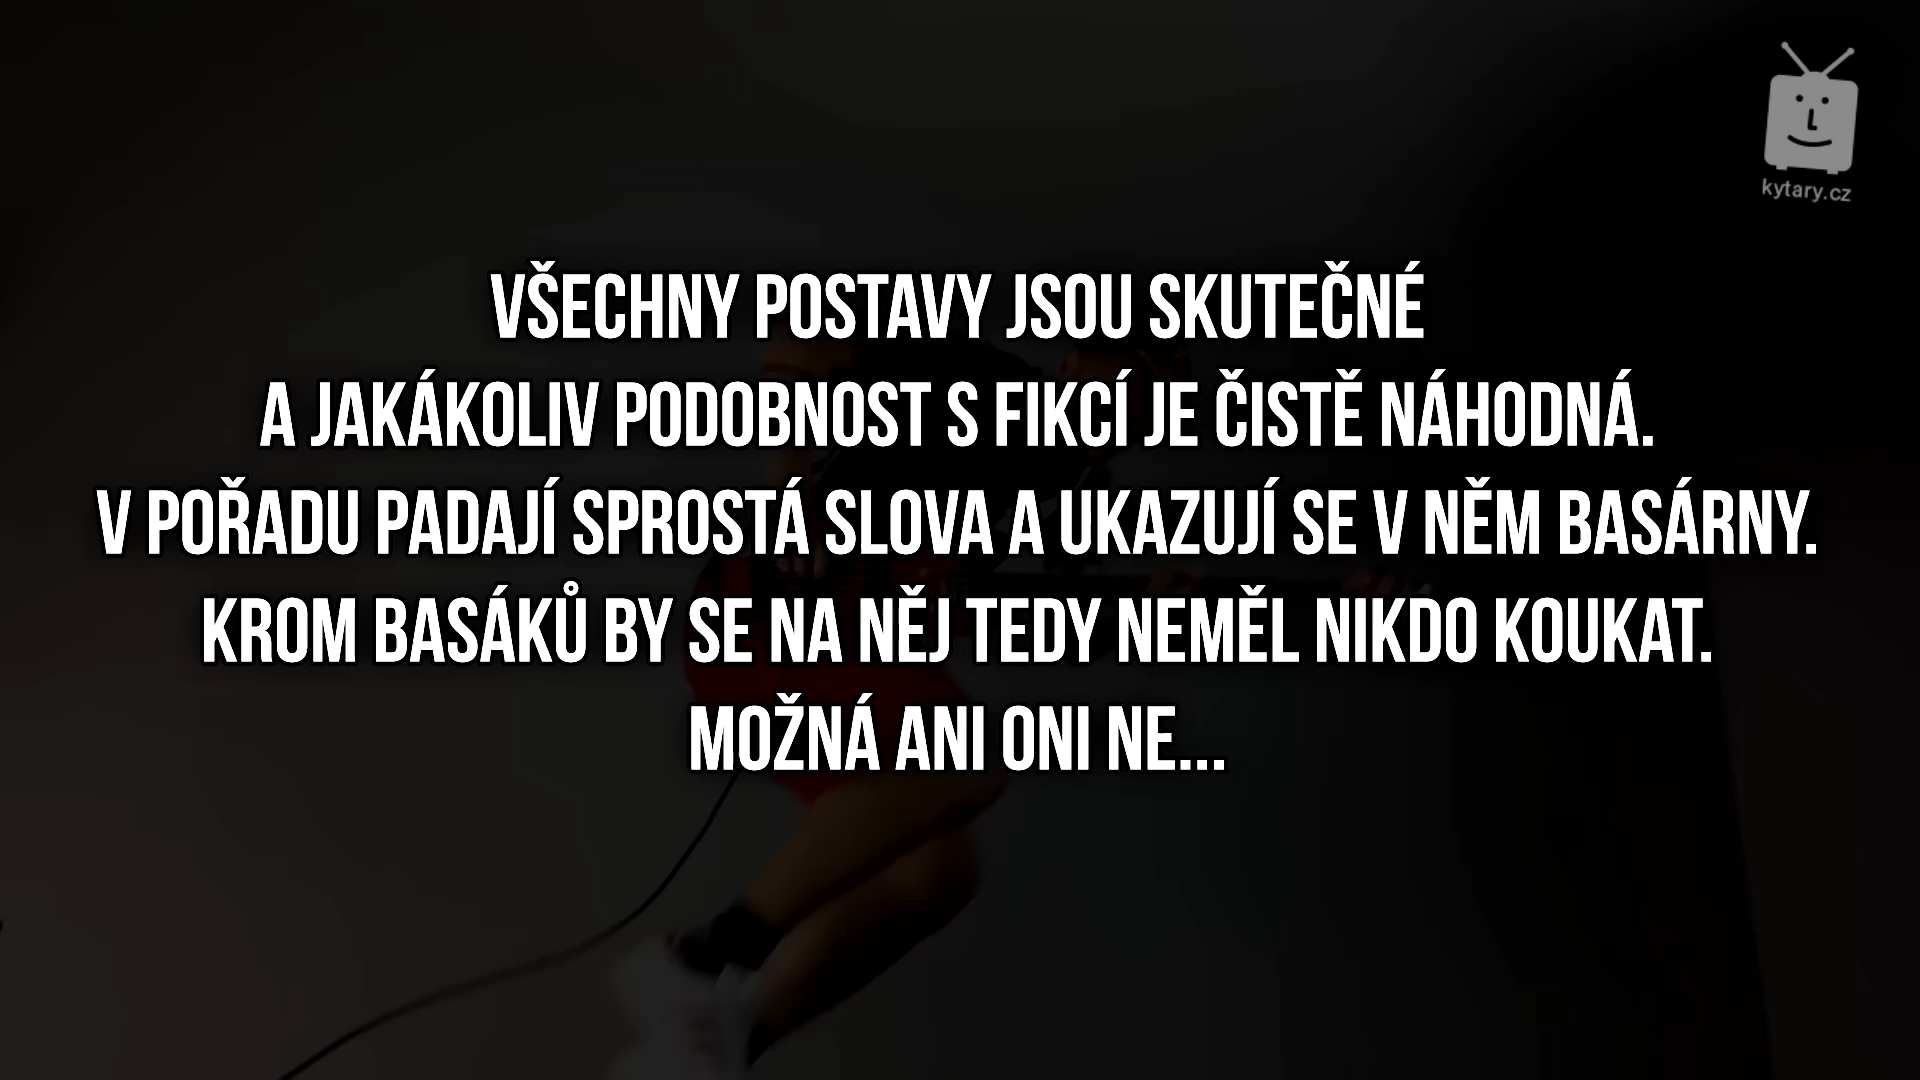 kytary.cz
VŠECHNY POSTAVY JSOU SKUTEČNÉ
A JAKÁKOLIV PODOBNOST S FIKCÍ JE ČISTĚ NÁHODNÁ.
V POŘADU PADAJÍ SPROSTÁ SLOVA A UKAZUJÍ SE V NĚM BASÁRNY.
KROM BASÁKŮ BY SE NA NĚJ TEDY NEMĚL NIKDO KOUKAT.
MOŽNÁ ANI ONI NE...